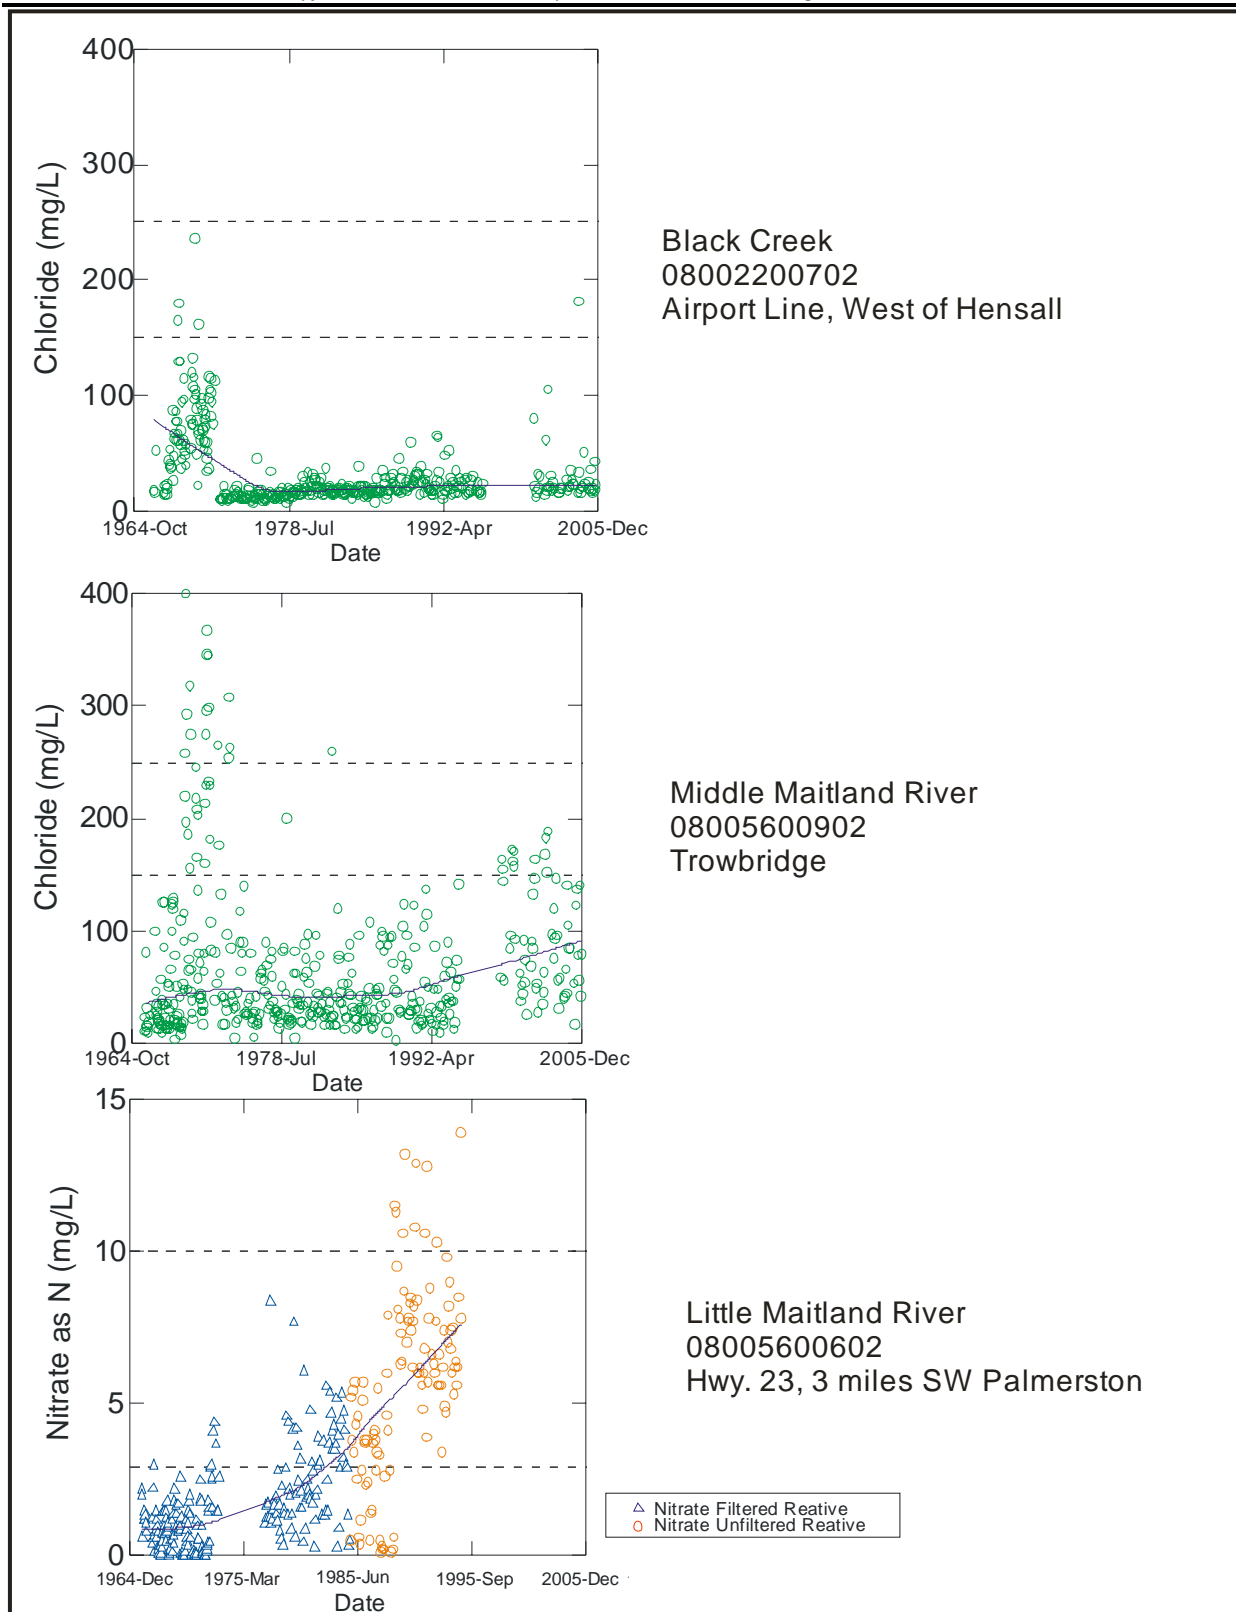 400
300
200
100
0
Chloride (mg/L)
1964-Oct 1978-Jul 1992-Apr 2005-Dec
Date
Black Creek
08002200702
Airport Line, West of Hensall
400
300
200
100
0
Chloride (mg/L)
1964-Oct 1978-Jul 1992-Apr 2005-Dec
Date
Middle Maitland River
08005600902
Trowbridge
15
10
5
0
Nitrate as N (mg/L)
1964-Dec 1975-Mar 1985-Jun 1995-Sep 2005-Dec
Date
Little Maitland River
08005600602
Hwy. 23, 3 miles SW Palmerston
Nitrate Filtered Reative
Nitrate Unfiltered Reative